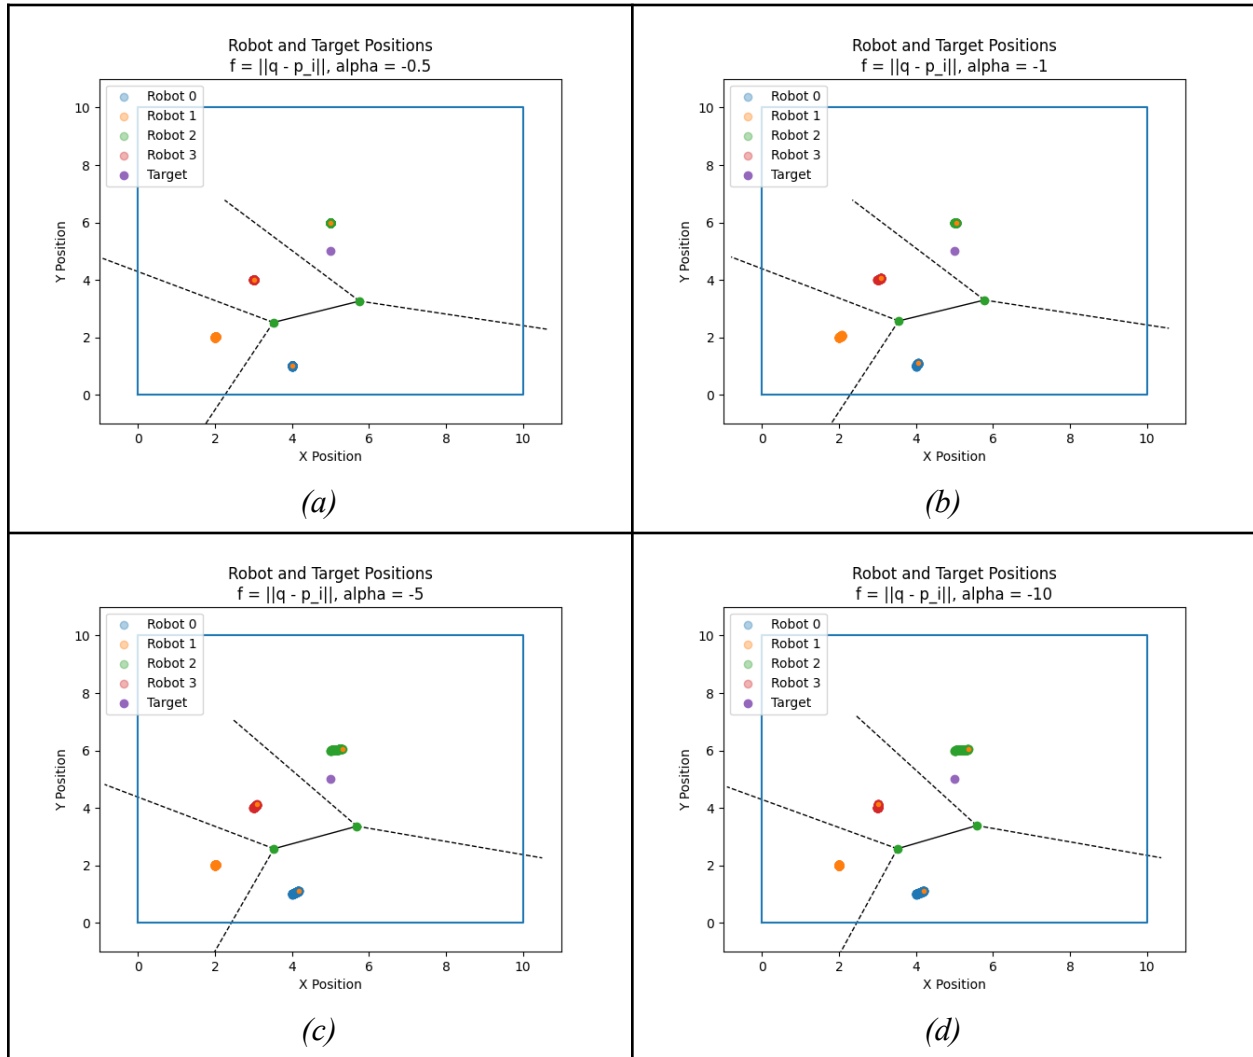 Robot and Target Positions
f = ||q - p_i||, alpha = -0.5
Robot 0
Robot 1
Robot 2
Robot 3
Target
10
8
6
4
2
0
Y Position
0 2 4 6 8 10
X Position
(a)
Robot and Target Positions
f = ||q - p_i||, alpha = -1
Robot 0
Robot 1
Robot 2
Robot 3
Target
10
8
6
4
2
0
Y Position
0 2 4 6 8 10
X Position
(b)
Robot and Target Positions
f = ||q - p_i||, alpha = -5
Robot 0
Robot 1
Robot 2
Robot 3
Target
10
8
6
4
2
0
Y Position
0 2 4 6 8 10
X Position
(c)
Robot and Target Positions
f = ||q - p_i||, alpha = -10
Robot 0
Robot 1
Robot 2
Robot 3
Target
10
8
6
4
2
0
Y Position
0 2 4 6 8 10
X Position
(d)